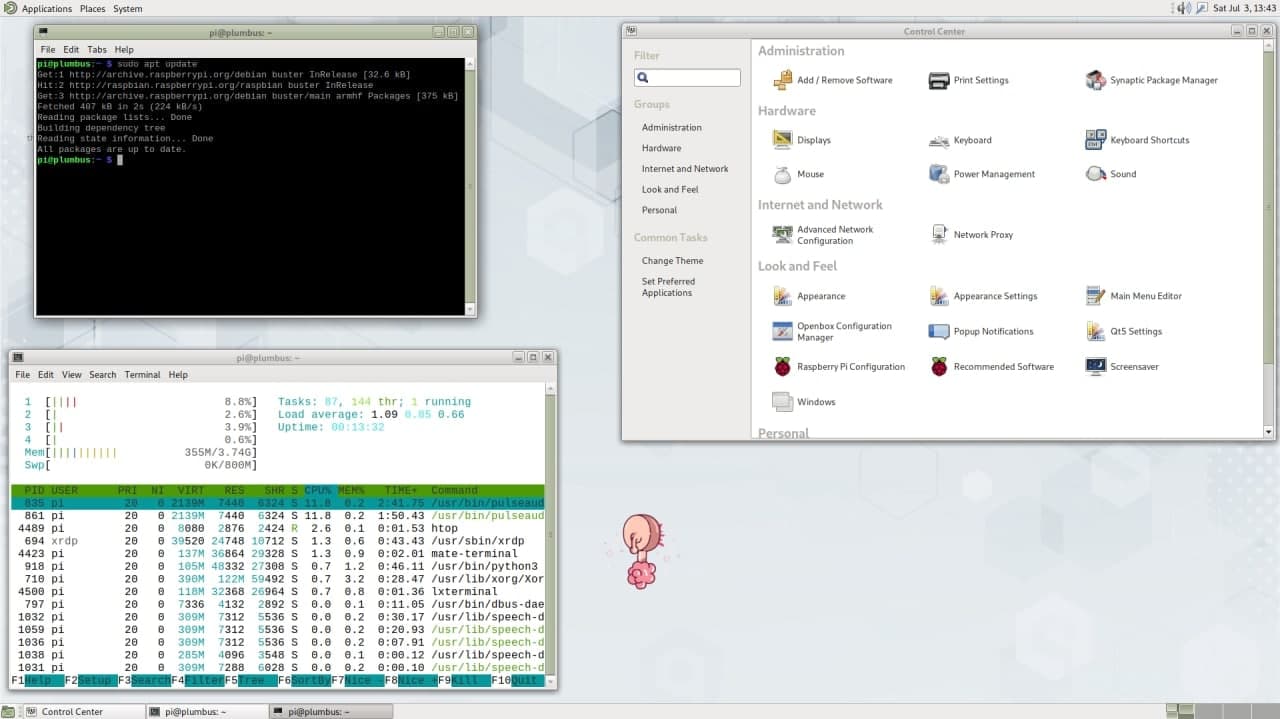 Applications Places System
Sat Jul 3, 13:43
pi@plumbus: ~
File Edit Tabs Help
pi@plumbus:~ $ sudo apt update
Get:1 http://archive.raspberrypi.org/debian buster InRelease [32.6 kB]
Hit:2 http://raspbian.raspberrypi.org/raspbian buster InRelease
Get:3 http://archive.raspberrypi.org/debian buster/main armhf Packages [375 kB]
Fetched 407 kB in 2s (224 kB/s)
Reading package lists... Done
Building dependency tree
Reading state information... Done
All packages are up to date.
pi@plumbus:~ $
Control Center
Filter
Groups
Administration
Hardware
Internet and Network
Look and Feel
Personal
Common Tasks
Change Theme
Set Preferred
Applications
Administration
Add / Remove Software Print Settings Synaptic Package Manager
Hardware
Displays Keyboard Keyboard Shortcuts
Mouse Power Management Sound
Internet and Network
Advanced Network
Configuration
Network Proxy
Look and Feel
Appearance Appearance Settings Main Menu Editor
Openbox Configuration
Manager
Popup Notifications Qt5 Settings
Raspberry Pi Configuration Recommended Software Screensaver
Windows
Personal
pi@plumbus: ~
File Edit View Search Terminal Help
1 [|||| 8.8%] Tasks: 87, 144 thr; 1 running
2 [| 2.6%] Load average: 1.09 0.85 0.66
3 [|| 3.9%] Uptime: 00:13:32
4 [| 0.6%]
Mem[|||||||||| 355M/3.74G]
Swp[ 0K/800M]
PID USER PRI NI VIRT RES SHR S CPU% MEM% TIME+ Command
835 pi 20 0 2139M 7440 6324 S 11.8 0.2 2:41.75 /usr/bin/pulseaud
861 pi 20 0 2139M 7440 6324 S 11.8 0.2 1:50.43 /usr/bin/pulseaud
4489 pi 20 0 8080 2876 2424 R 2.6 0.1 0:01.53 htop
694 xrdp 20 0 39520 24748 10712 S 1.3 0.6 0:43.43 /usr/sbin/xrdp
4423 pi 20 0 137M 36864 29328 S 1.3 0.9 0:02.01 mate-terminal
918 pi 20 0 105M 48332 27308 S 0.7 1.2 0:46.11 /usr/bin/python3
710 pi 20 0 390M 122M 59492 S 0.7 3.2 0:28.47 /usr/lib/xorg/Xor
4500 pi 20 0 118M 32368 26964 S 0.7 0.8 0:01.36 lxterminal
797 pi 20 0 7336 4132 2892 S 0.0 0.1 0:11.05 /usr/bin/dbus-dae
1032 pi 20 0 309M 7312 5536 S 0.0 0.2 0:30.17 /usr/lib/speech-d
1059 pi 20 0 309M 7312 5536 S 0.0 0.2 0:20.93 /usr/lib/speech-d
1036 pi 20 0 309M 7312 5536 S 0.0 0.2 0:07.91 /usr/lib/speech-d
1038 pi 20 0 285M 4096 3548 S 0.0 0.1 0:00.12 /usr/lib/speech-d
1031 pi 20 0 309M 7288 6028 S 0.0 0.2 0:00.10 /usr/lib/speech-d
F1Help F2Setup F3SearchF4FilterF5Tree F6SortByF7Nice -F8Nice +F9Kill F10Quit
Control Center pi@plumbus: ~ pi@plumbus: ~